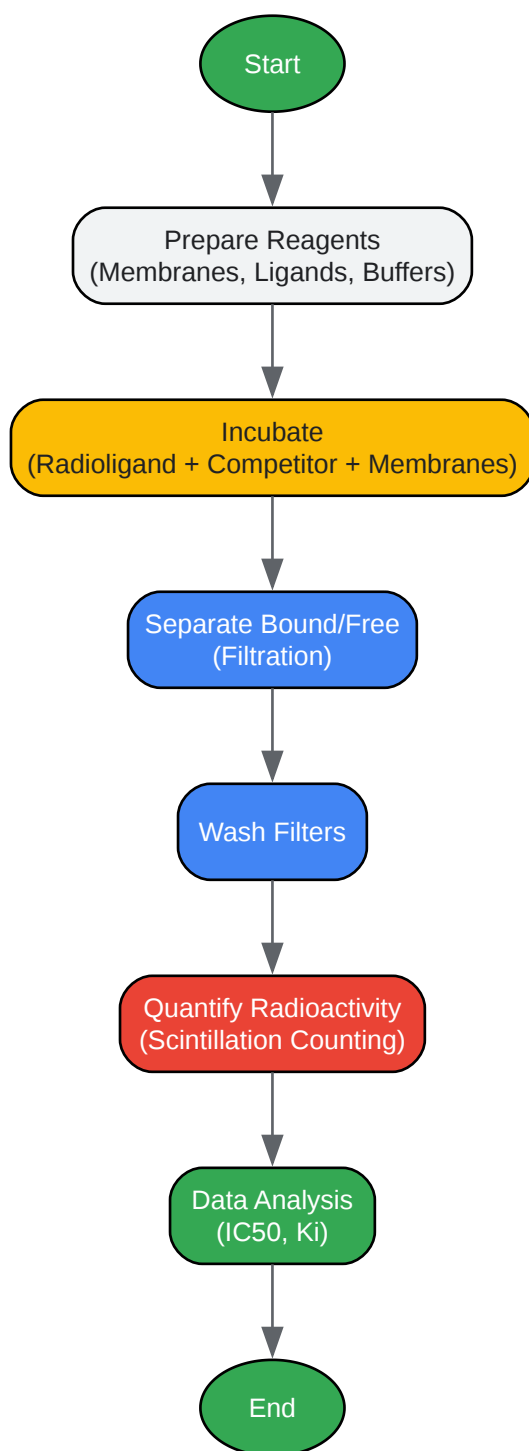 Start
Prepare Reagents
(Membranes, Ligands, Buffers)
Incubate
(Radioligand + Competitor + Membranes)
Separate Bound/Free
(Filtration)
Wash Filters
Quantify Radioactivity
(Scintillation Counting)
Data Analysis
(IC50, Ki)
End